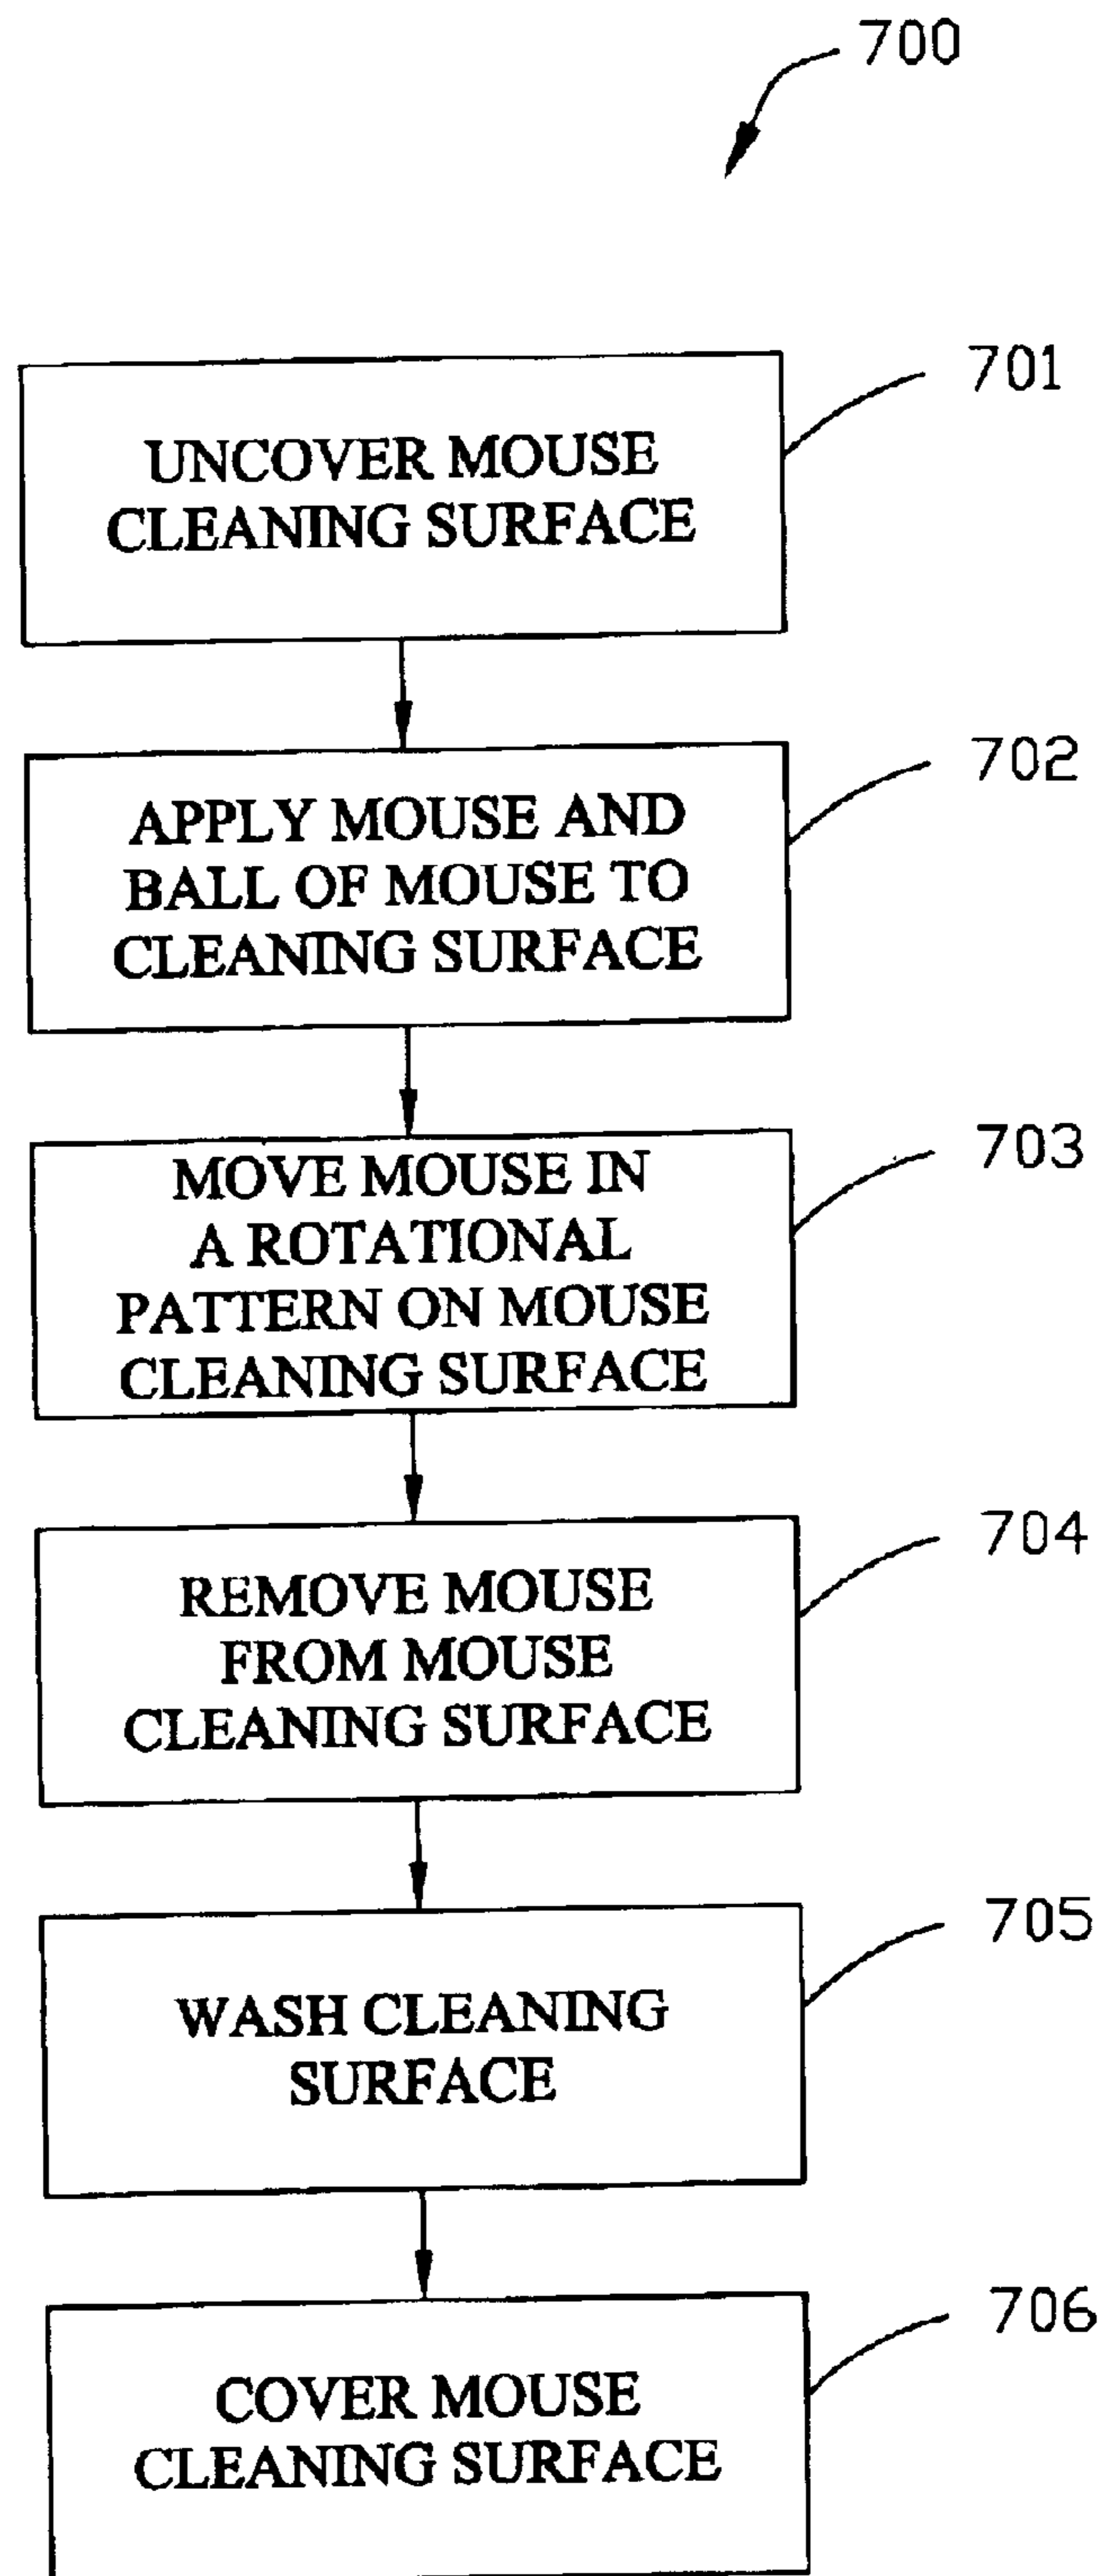 700
701
UNCOVER MOUSE
CLEANING SURFACE
702
APPLY MOUSE AND
BALL OF MOUSE TO
CLEANING SURFACE
703
MOVE MOUSE IN
A ROTATIONAL
PATTERN ON MOUSE
CLEANING SURFACE
704
REMOVE MOUSE
FROM MOUSE
CLEANING SURFACE
705
WASH CLEANING
SURFACE
706
COVER MOUSE
CLEANING SURFACE